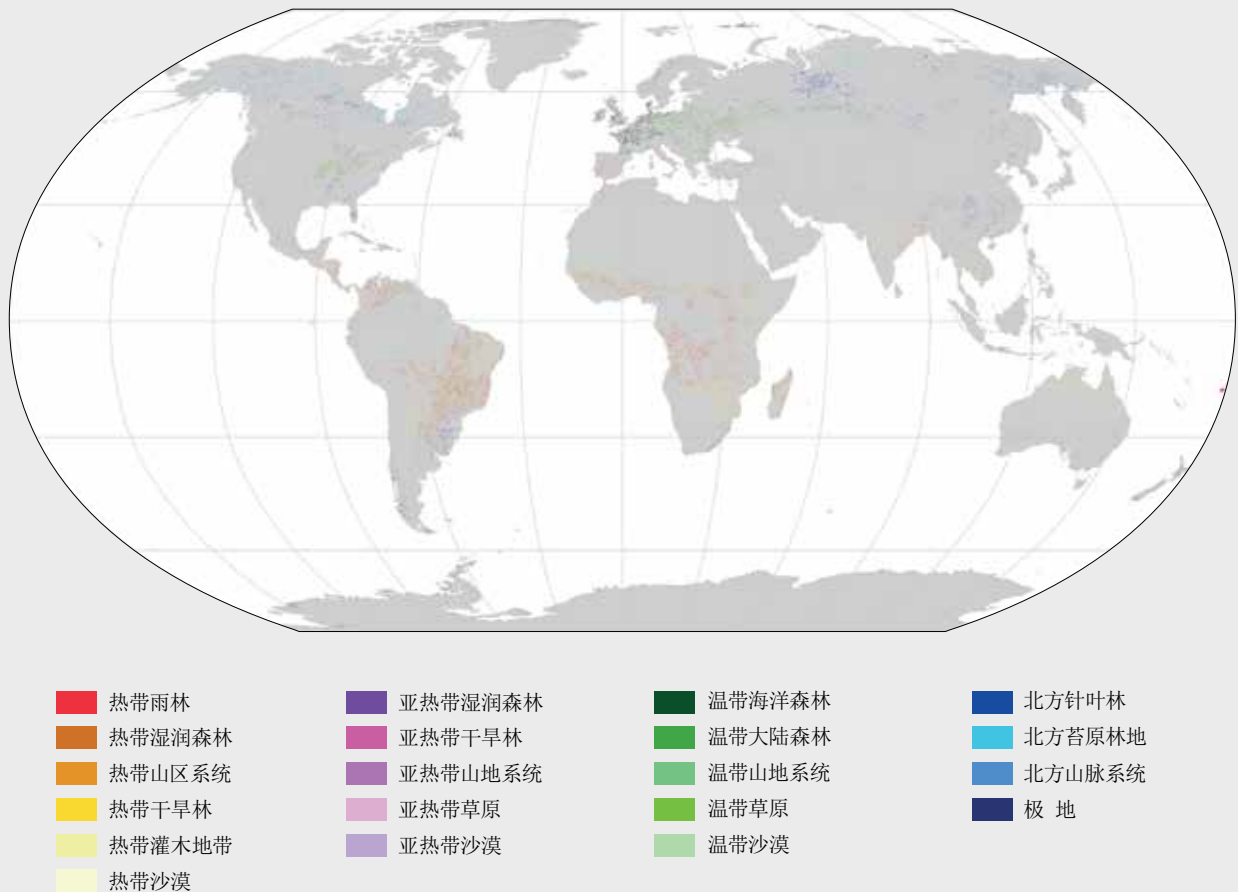 热带雨林
热带湿润森林
热带山区系统
热带干旱林
热带灌木地带
热带沙漠
亚热带湿润森林
亚热带干旱林
亚热带山地系统
亚热带草原
亚热带沙漠
温带海洋森林
温带大陆森林
温带山地系统
温带草原
温带沙漠
北方针叶林
北方苔原林地
北方山脉系统
极 地